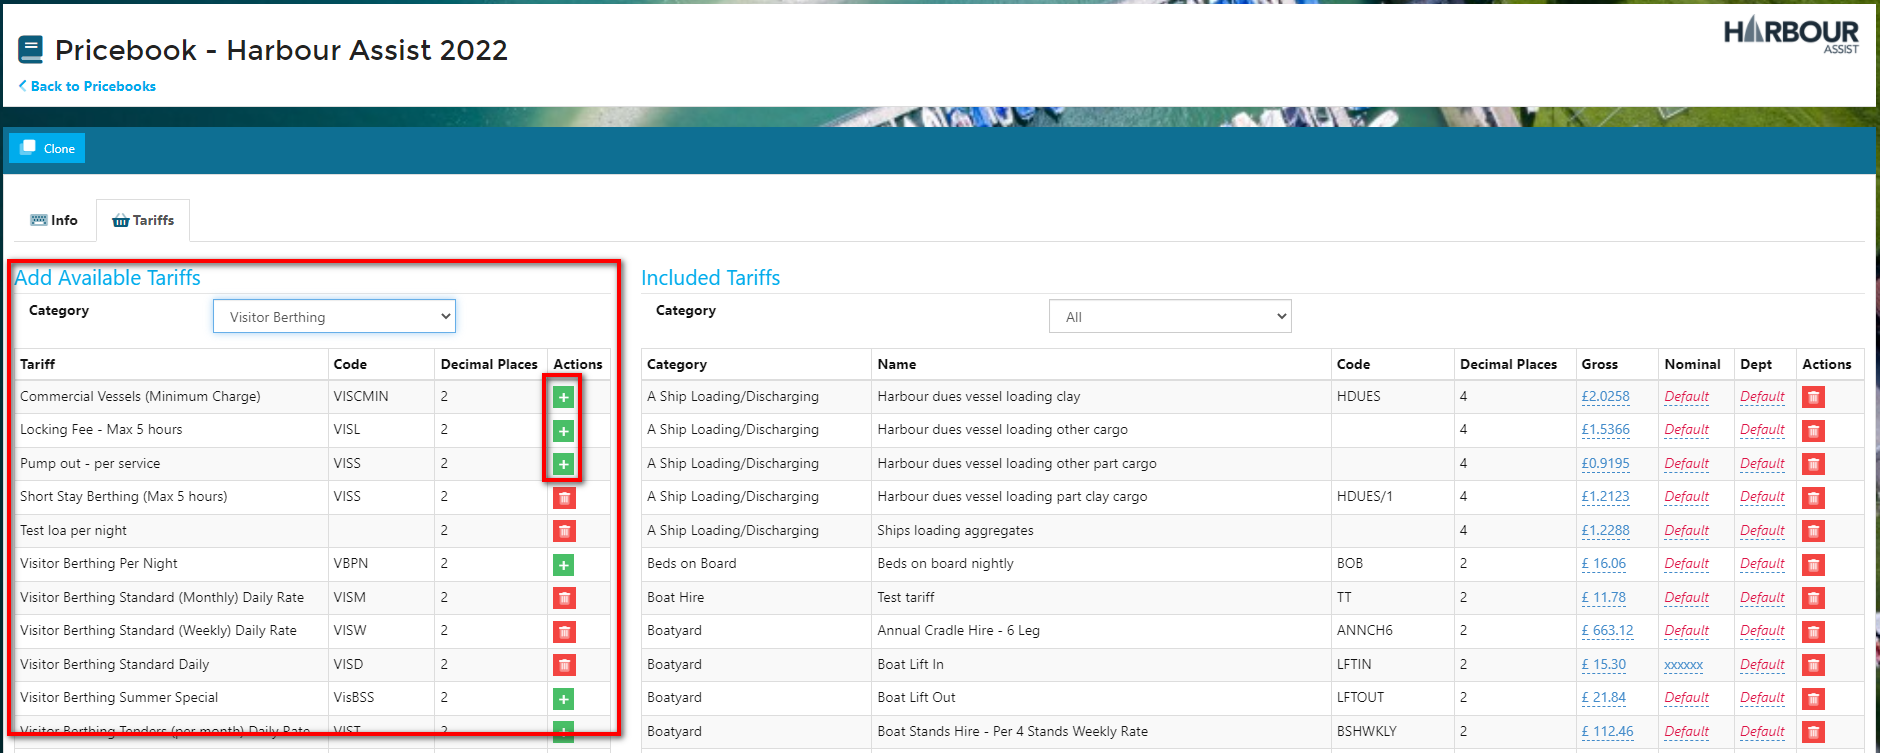 Pricebook - Harbour Assist 2022
HARBOUR
ASSIST
Back to Pricebooks
Clone
Info
Tariffs
Add Available Tariffs
Category Visitor Berthing
Tariff Code Decimal Places Actions
Commercial Vessels (Minimum Charge) VISCMIN 2
Locking Fee - Max 5 hours VISL 2
Pump out - per service VISS 2
Short Stay Berthing (Max 5 hours) VISS 2
Test loa per night 2
Visitor Berthing Per Night VBPN 2
Visitor Berthing Standard (Monthly) Daily Rate VISM 2
Visitor Berthing Standard (Weekly) Daily Rate VISW 2
Visitor Berthing Standard Daily VISD 2
Visitor Berthing Summer Special VisBSS 2
Visitor Berthing Tenders (per month) Daily Rate VIST 2
Included Tariffs
Category All
Category Name Code Decimal Places Gross Nominal Dept Actions
A Ship Loading/Discharging Harbour dues vessel loading clay HDUES 4 £2.0258 Default Default
A Ship Loading/Discharging Harbour dues vessel loading other cargo 4 £1.5366 Default Default
A Ship Loading/Discharging Harbour dues vessel loading other part cargo 4 £0.9195 Default Default
A Ship Loading/Discharging Harbour dues vessel loading part clay cargo HDUES/1 4 £1.2123 Default Default
A Ship Loading/Discharging Ships loading aggregates 4 £1.2288 Default Default
Beds on Board Beds on board nightly BOB 2 £ 16.06 Default Default
Boat Hire Test tariff TT 2 £ 11.78 Default Default
Boatyard Annual Cradle Hire - 6 Leg ANNCH6 2 £ 663.12 Default Default
Boatyard Boat Lift In LFTIN 2 £ 15.30 xxxxxx Default
Boatyard Boat Lift Out LFTOUT 2 £ 21.84 Default Default
Boatyard Boat Stands Hire - Per 4 Stands Weekly Rate BSHWKLY 2 £ 112.46 Default Default